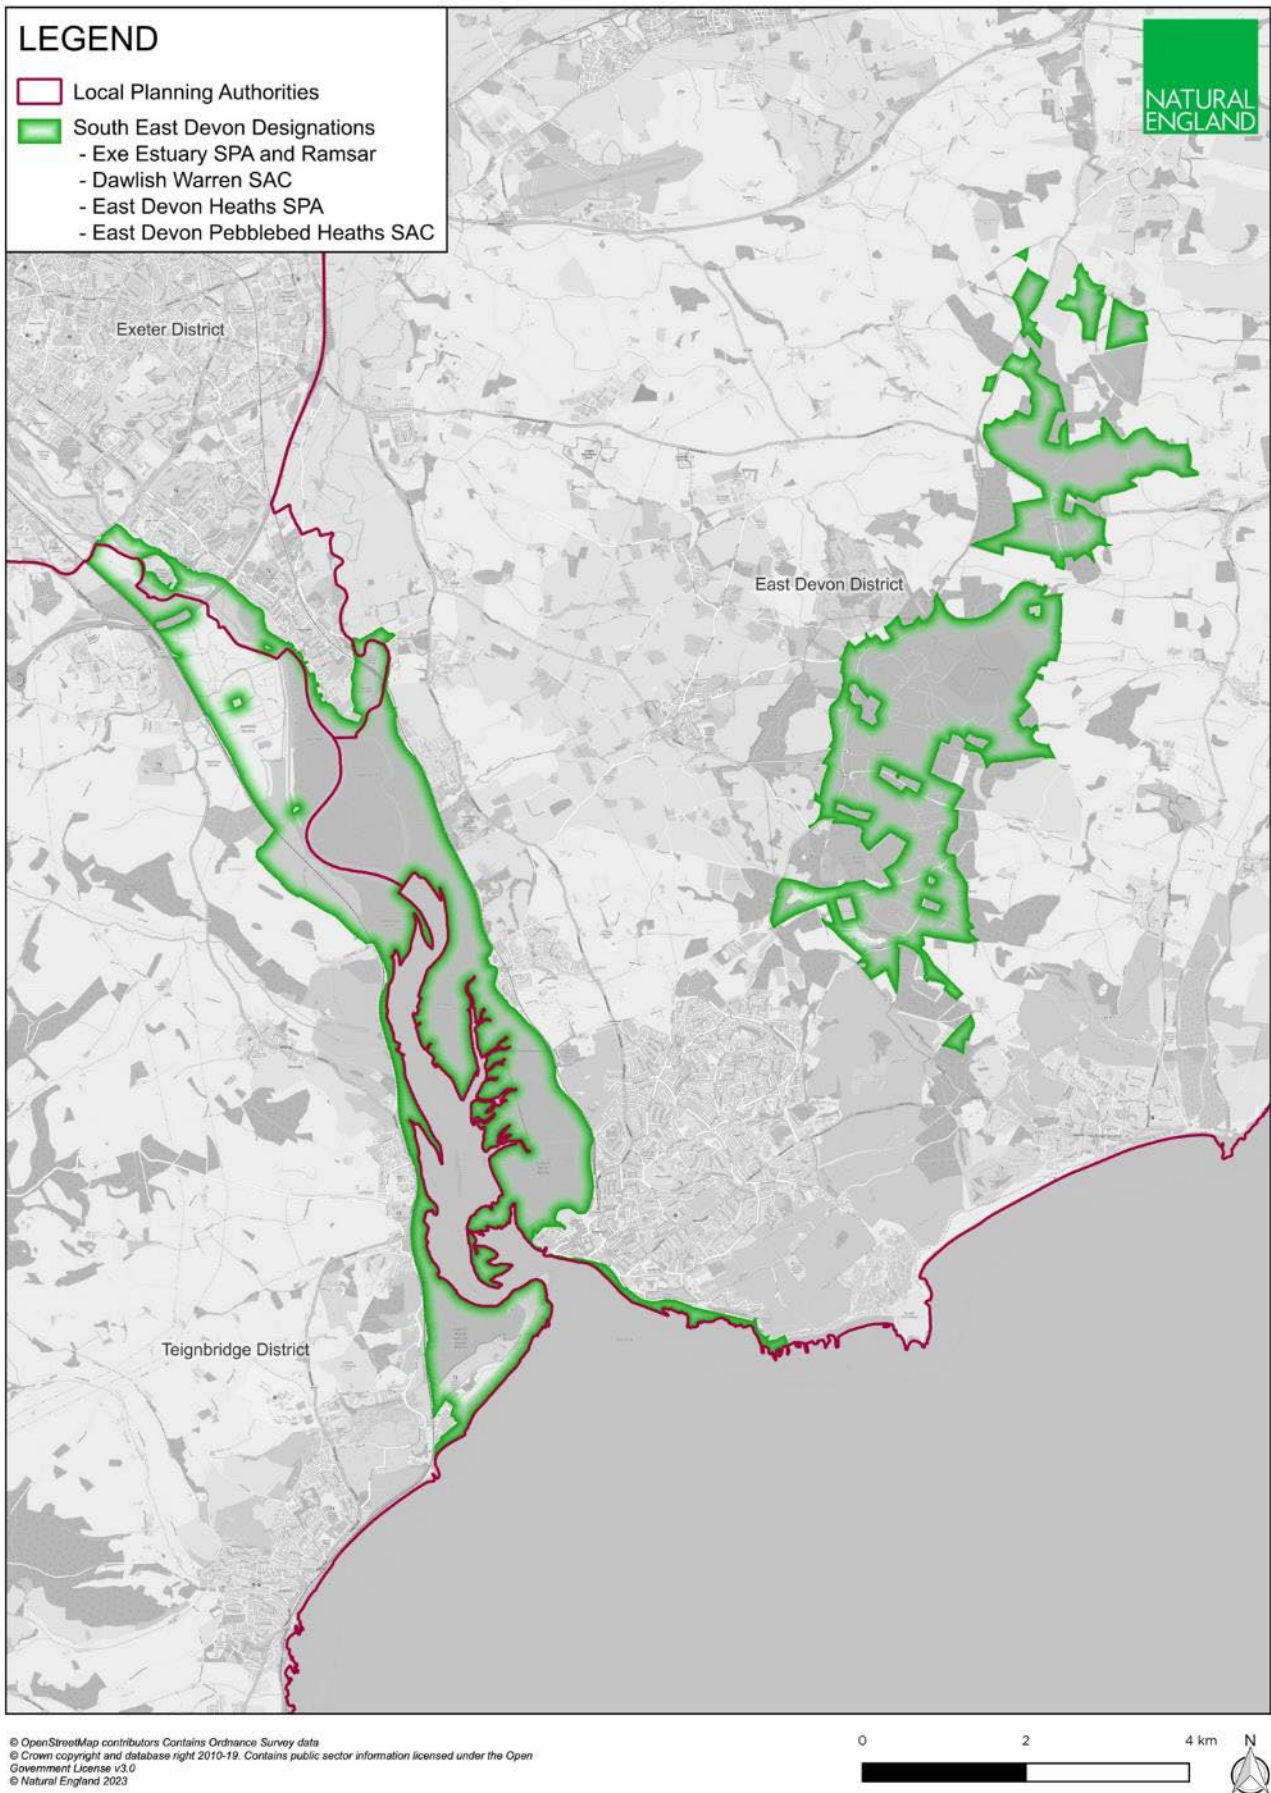 LEGEND
Local Planning Authorities
South East Devon Designations
- Exe Estuary SPA and Ramsar
- Dawlish Warren SAC
- East Devon Heaths SPA
- East Devon Pebblebed Heaths SAC
NATURAL
ENGLAND
Exeter District
East Devon District
Teignbridge District
© OpenStreetMap contributors Contains Ordnance Survey data
© Crown copyright and database right 2010-19. Contains public sector information licensed under the Open
Government License v3.0
© Natural England 2023
0 2 4 km
N